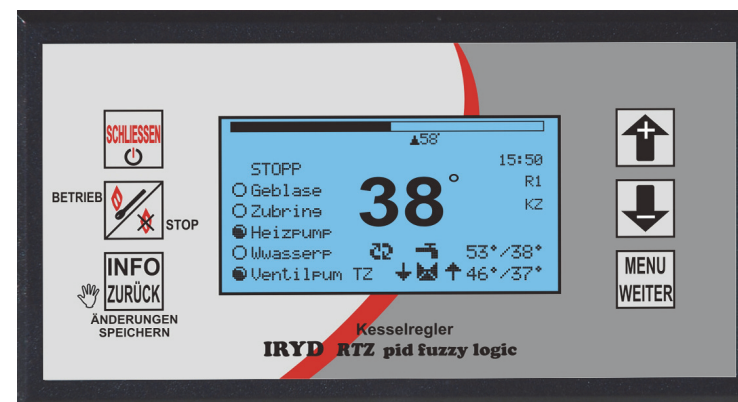 SCHLIESSEN
BETRIEB
STOP
INFO
ZURÜCK
ÄNDERUNGEN
SPEICHERN
58°
15:50
STOPP
R1
Geblase
38°
Zubring
KZ
Heizpump
Wwasserp
53°/38°
Ventilpum TZ
46°/37°
MENU
WEITER
Kesselregler
IRYD RTZ pid fuzzy logic